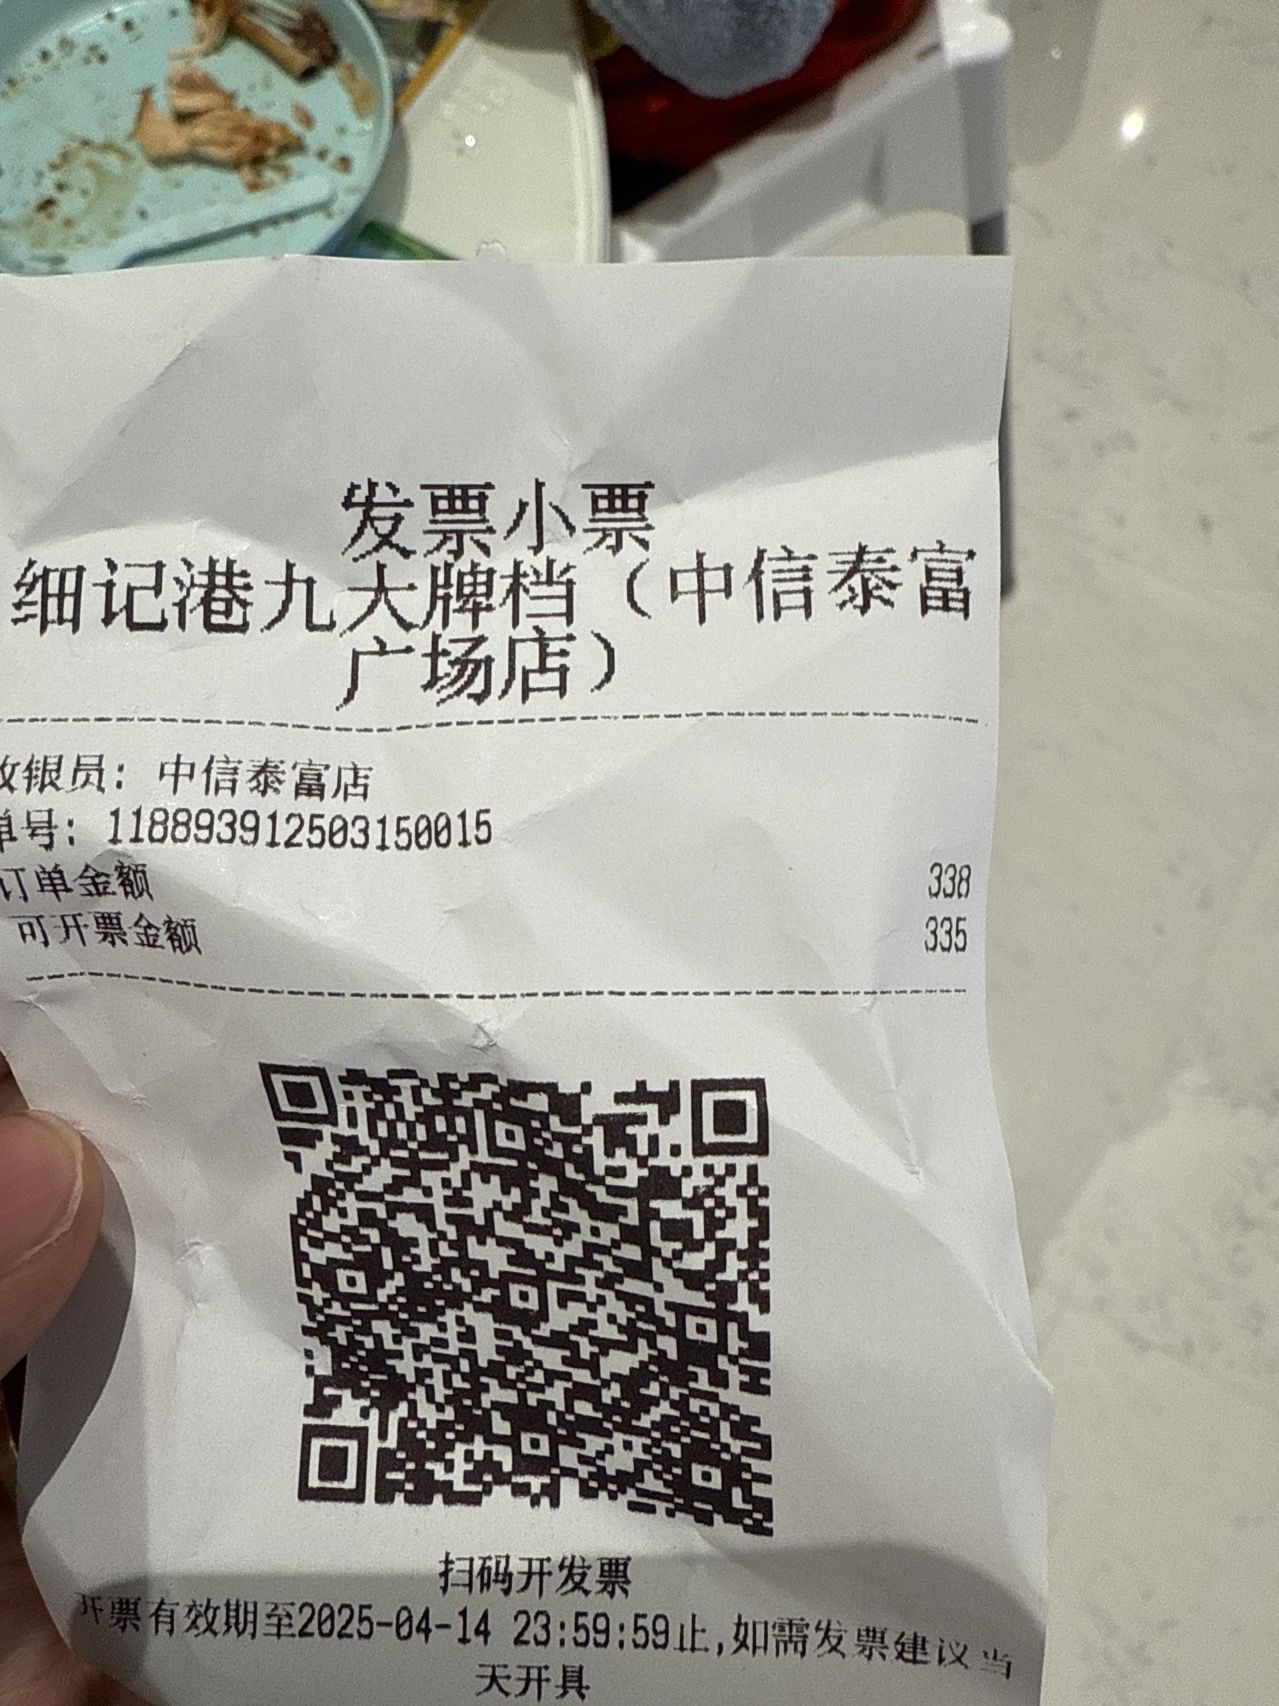 发票小票
细记港九大牌档（中信泰富
广场店）
收银员: 中信泰富店
单号: 118893912503150015
订单金额 338
可开票金额 335
扫码开发票
开票有效期至2025-04-14 23:59:59止,如需发票建议当
天开具